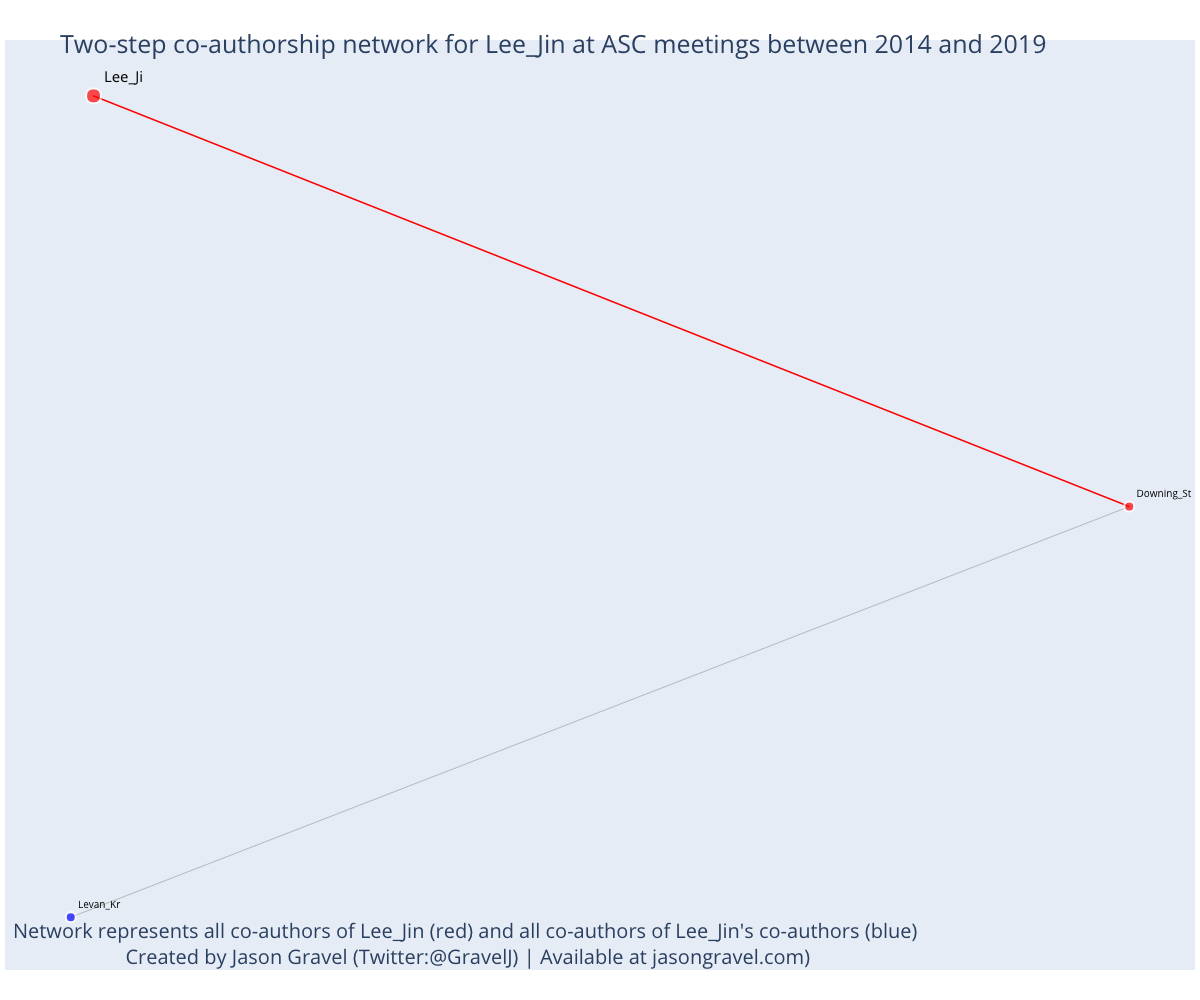 Two-step co-authorship network for Lee_Jin at ASC meetings between 2014 and 2019
Lee_Ji
Downing_St
Levan_Kr
Network represents all co-authors of Lee_Jin (red) and all co-authors of Lee_Jin's co-authors (blue)
Created by Jason Gravel (Twitter:@GravelJ) | Available at jasongravel.com)